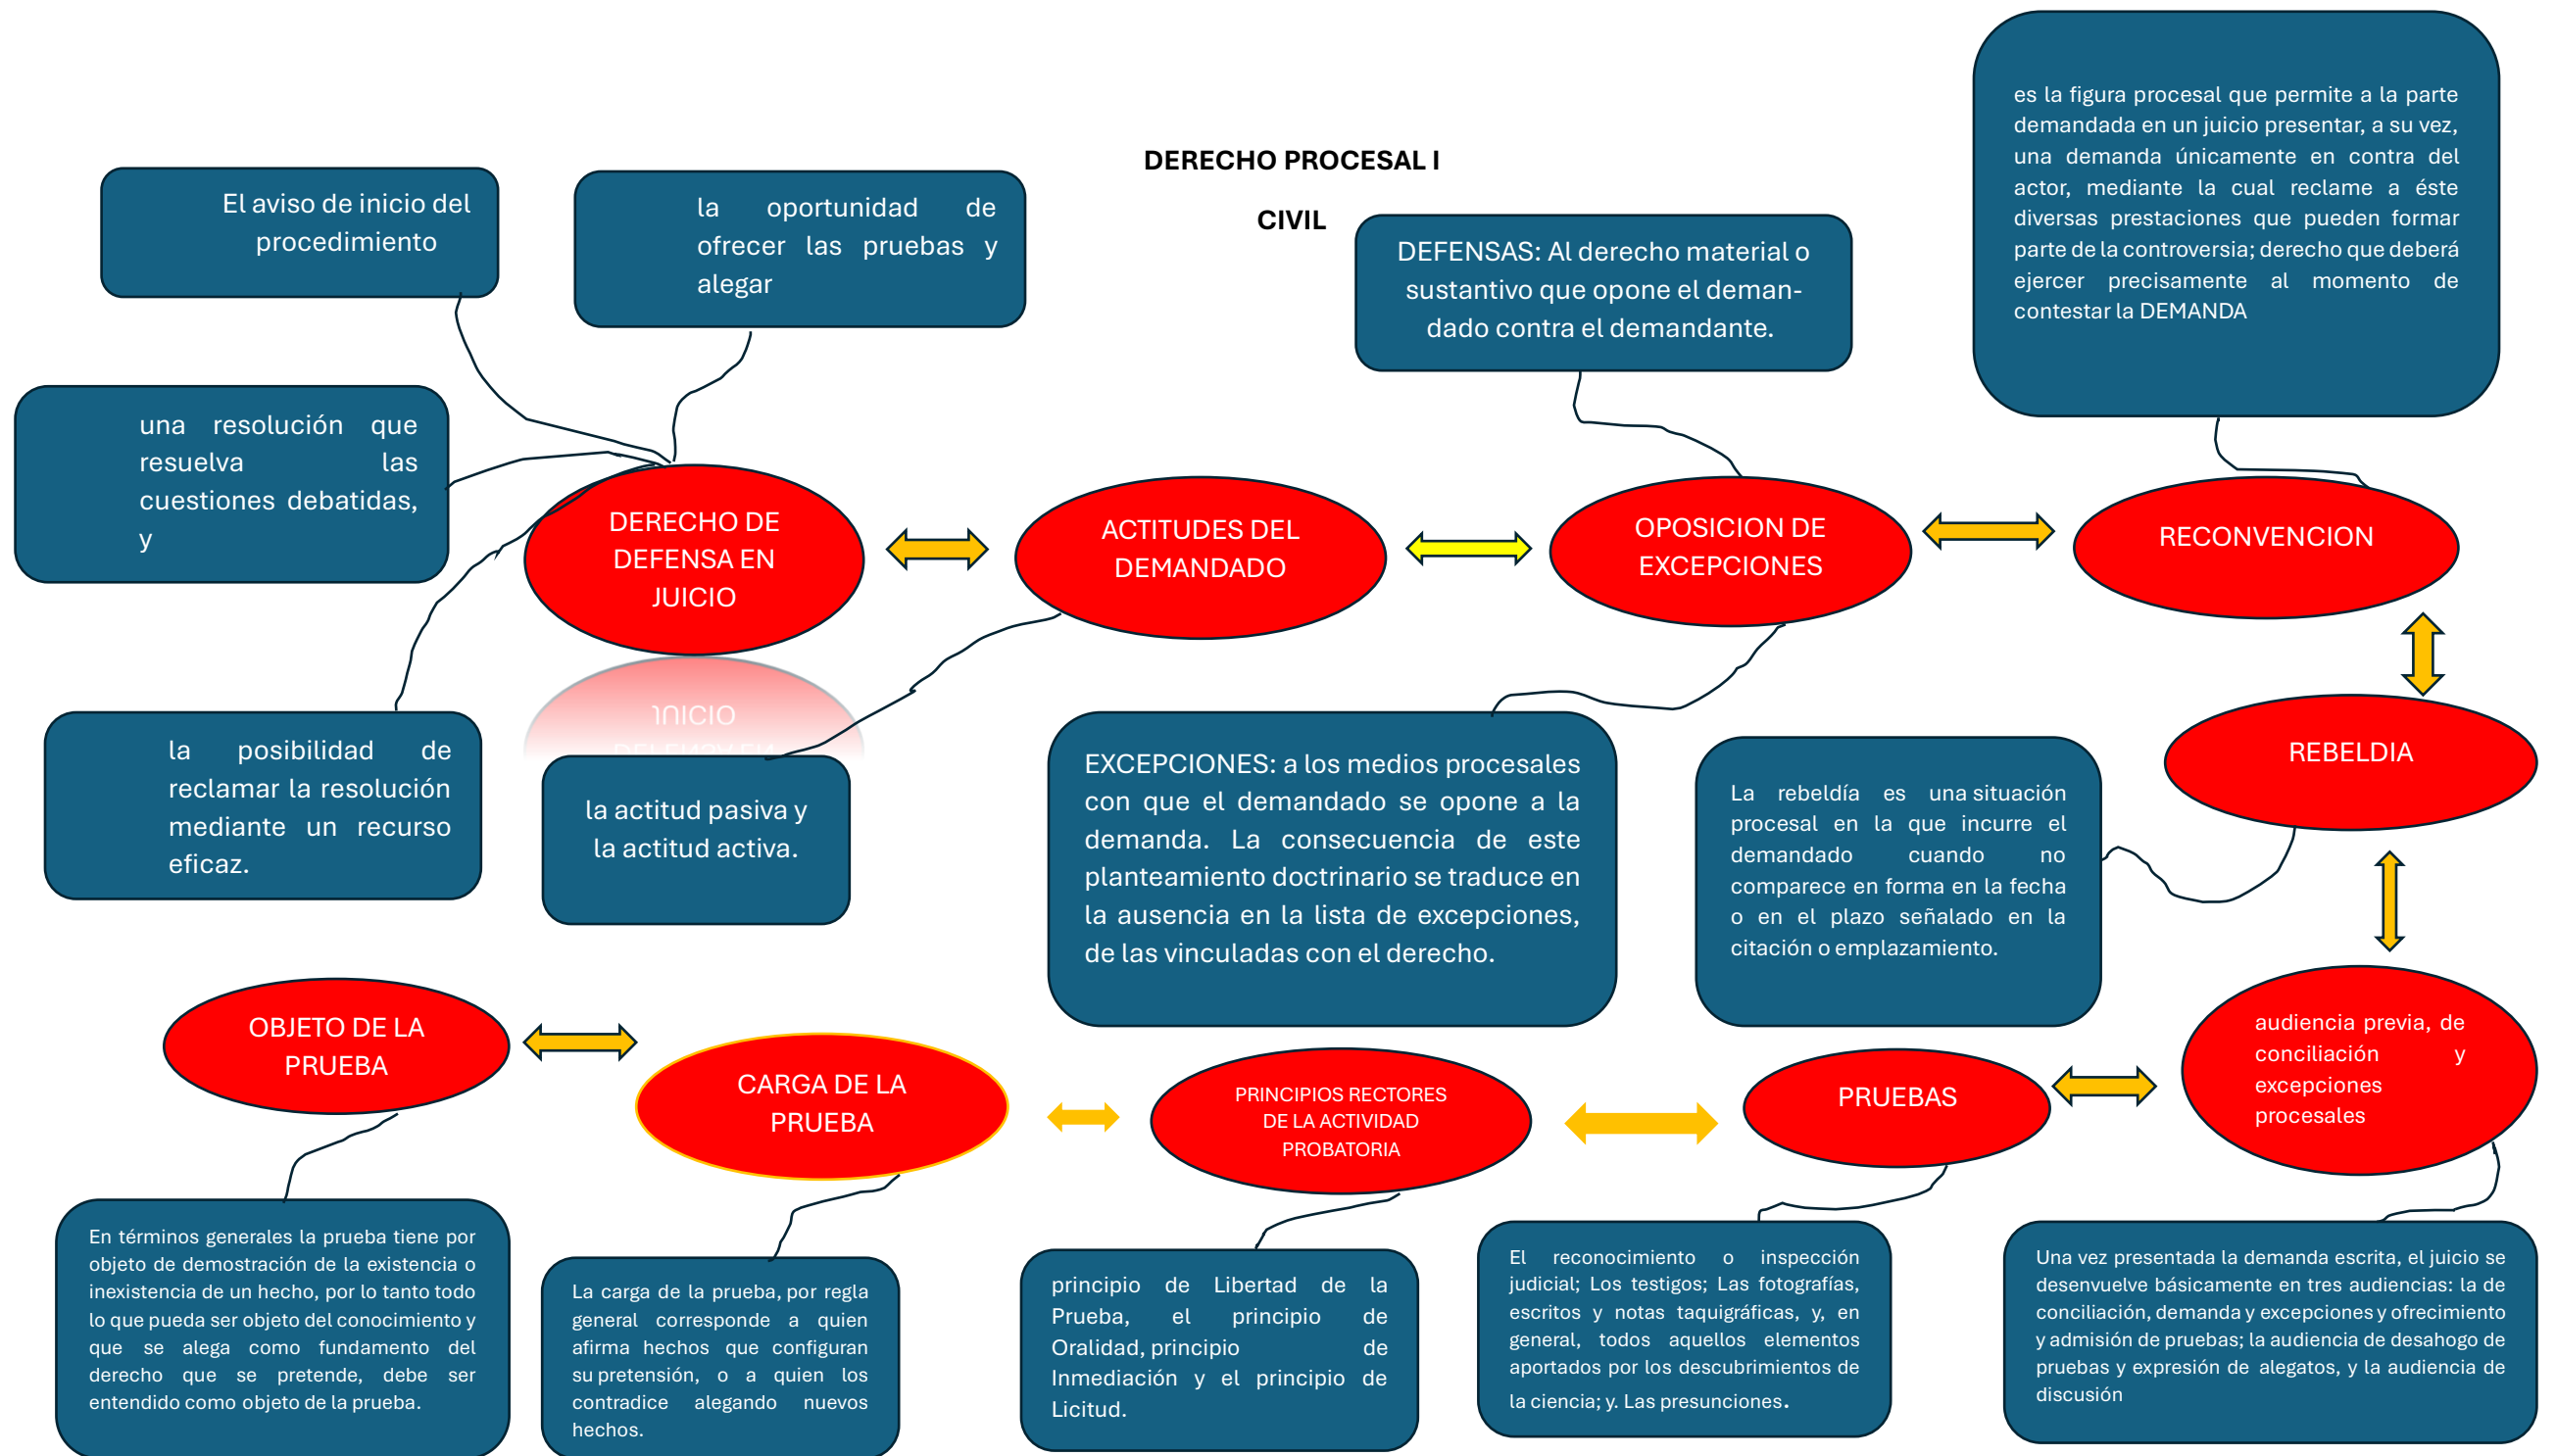 DERECHO PROCESAL I
CIVIL
El aviso de inicio del
procedimiento
la oportunidad de
ofrecer las pruebas y
alegar
DEFENSAS: Al derecho material o
sustantivo que opone el deman-
dado contra el demandante.
es la figura procesal que permite a la parte
demandada en un juicio presentar, a su vez,
una demanda únicamente en contra del
actor, mediante la cual reclame a éste
diversas prestaciones que pueden formar
parte de la controversia; derecho que deberá
ejercer precisamente al momento de
contestar la DEMANDA
una resolución que
resuelva las
cuestiones debatidas,
y
DERECHO DE
DEFENSA EN
JUICIO
ACTITUDES DEL
DEMANDADO
OPOSICION DE
EXCEPCIONES
RECONVENCION
la posibilidad de
reclamar la resolución
mediante un recurso
eficaz.
la actitud pasiva y
la actitud activa.
EXCEPCIONES: a los medios procesales
con que el demandado se opone a la
demanda. La consecuencia de este
planteamiento doctrinario se traduce en
la ausencia en la lista de excepciones,
de las vinculadas con el derecho.
La rebeldía es una situación
procesal en la que incurre el
demandado cuando no
comparece en forma en la fecha
o en el plazo señalado en la
citación o emplazamiento.
REBELDIA
OBJETO DE LA
PRUEBA
CARGA DE LA
PRUEBA
PRINCIPIOS RECTORES
DE LA ACTIVIDAD
PROBATORIA
PRUEBAS
audiencia previa, de
conciliación y
excepciones
procesales
En términos generales la prueba tiene por
objeto de demostración de la existencia o
inexistencia de un hecho, por lo tanto todo
lo que pueda ser objeto del conocimiento y
que se alega como fundamento del
derecho que se pretende, debe ser
entendido como objeto de la prueba.
La carga de la prueba, por regla
general corresponde a quien
afirma hechos que configuran
su pretensión, o a quien los
contradice alegando nuevos
hechos.
principio de Libertad de la
Prueba, el principio de
Oralidad, principio de
Inmediación y el principio de
Licitud.
El reconocimiento o inspección
judicial; Los testigos; Las fotografías,
escritos y notas taquigráficas, y, en
general, todos aquellos elementos
aportados por los descubrimientos de
la ciencia; y. Las presunciones.
Una vez presentada la demanda escrita, el juicio se
desenvuelve básicamente en tres audiencias: la de
conciliación, demanda y excepciones y ofrecimiento
y admisión de pruebas; la audiencia de desahogo de
pruebas y expresión de alegatos, y la audiencia de
discusión